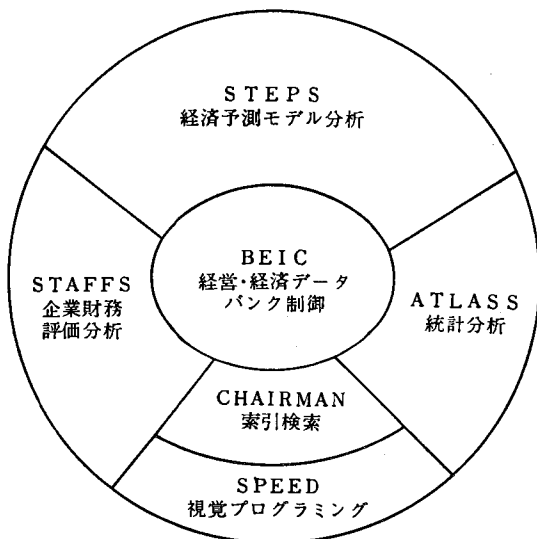 STEPS
経済予測モデル分析
BEIC
経営・経済データ
バンク制御
STAFFS
企業財務
評価分析
ATLASS
統計分析
CHAIRMAN
索引検索
SPEED
視覚プログラミング